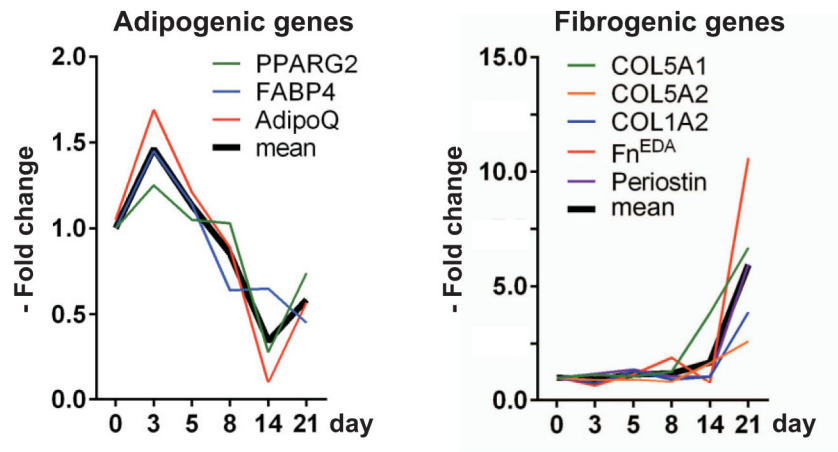 Adipogenic genes
- Fold change
2.0
1.5
1.0
0.5
0.0
PPARG2
FABP4
AdipoQ
mean
0 3 5 8 14 21 day
Fibrogenic genes
- Fold change
15.0
10.0
5.0
0.0
COL5A1
COL5A2
COL1A2
Fn^EDA
Periostin
mean
0 3 5 8 14 21 day